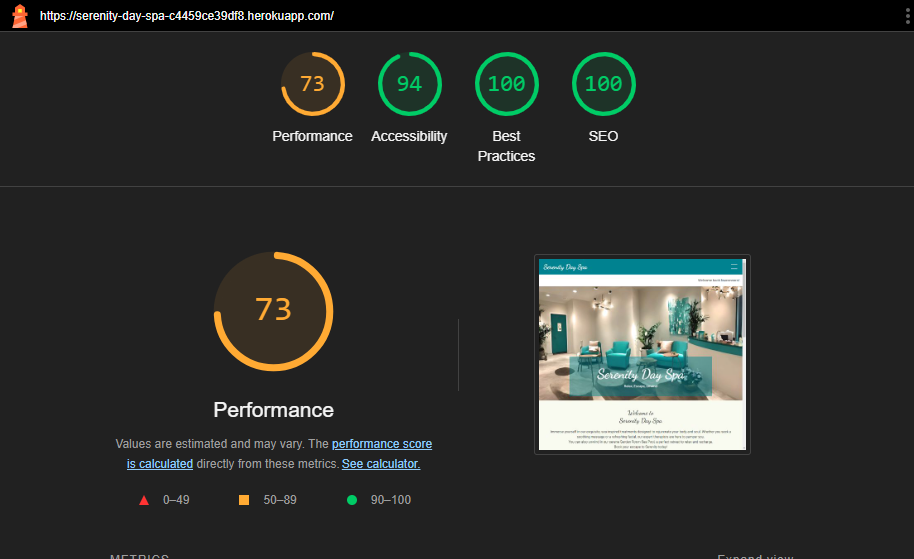 https://serenity-day-spa-c4459ce39df8.herokuapp.com/
73
94
100
100
Performance
Accessibility
Best
Practices
SEO
73
Performance
Values are estimated and may vary. The performance score
is calculated directly from these metrics. See calculator.
0–49
50–89
90–100
Serenity Day Spa
Serenity Day Spa
Welcome to
Serenity Day Spa
METRICS
Expand view